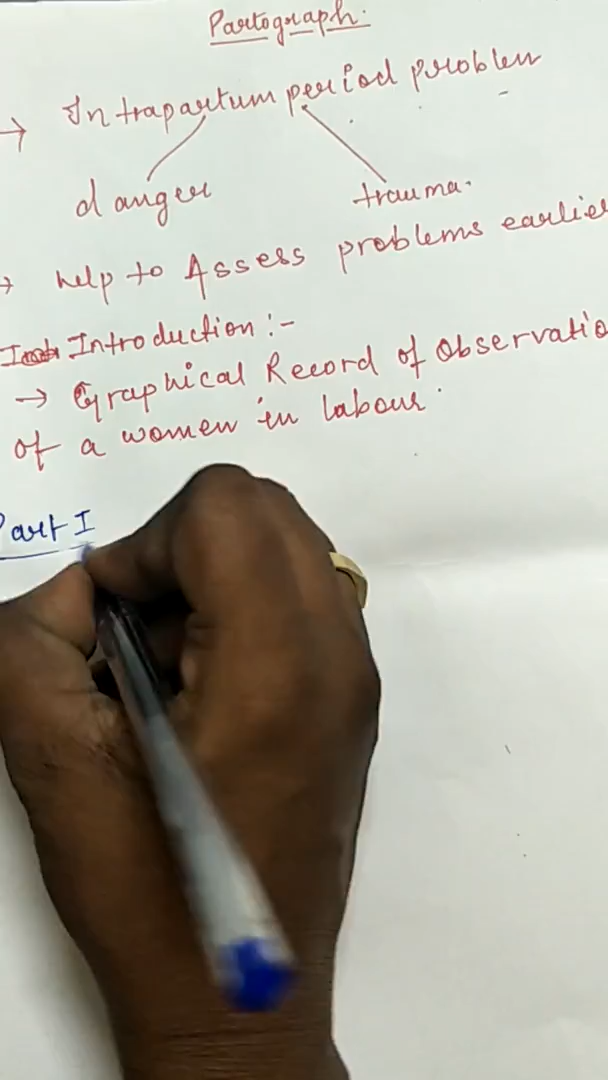 Partograph.
→ Intrapartum period problem
danger trauma.
→ help to Assess problems earlier
Introduction :-
→ Graphical Record of Observatio
of a women in labour.
Part I